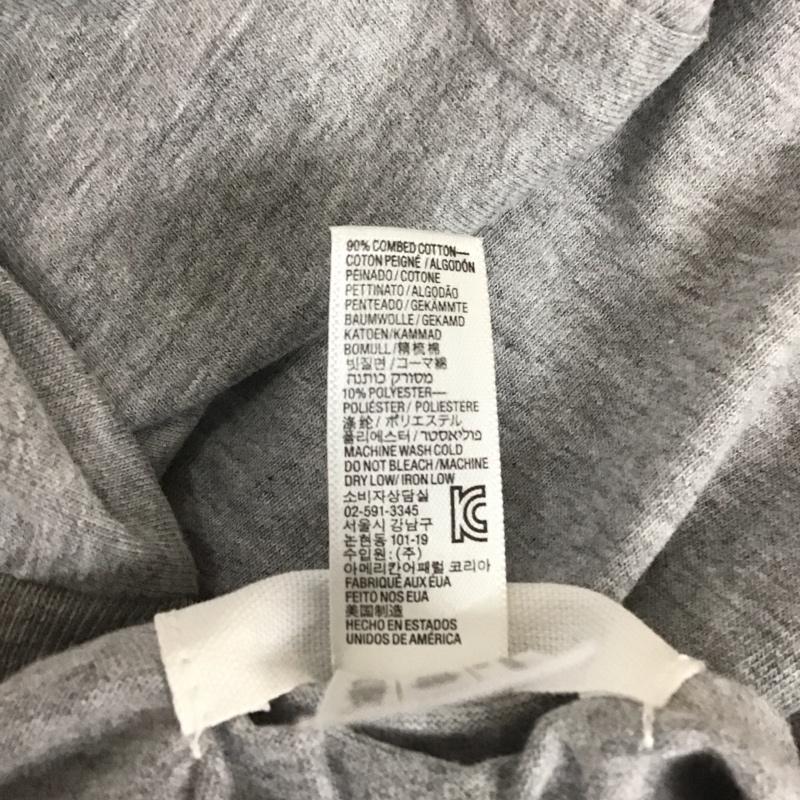 90% COMBED COTTON—
COTON PEIGNÉ / ALGODÓN
PEINADO / COTONE
PETTINATO / ALGODÃO
PENTEADO / GEKÄMMTE
BAUMWOLLE / GEKAMD
KATOEN / KAMMAD
BOMULL / 精梳棉
빗질면 / コーマ綿
מסורק כותנה
10% POLYESTER—
POLIÉSTER / POLIESTERE
涤纶 / ポリエステル
폴리에스터 / פוליאסטר
MACHINE WASH COLD
DO NOT BLEACH / MACHINE
DRY LOW / IRON LOW
소비자상담실
02-591-3345
서울시 강남구
논현동 101-19
수입원 : (주)
아메리칸어패럴 코리아
KC
FABRIQUÉ AUX ÉUA
FEITO NOS EUA
美国制造
HECHO EN ESTADOS
UNIDOS DE AMÉRICA